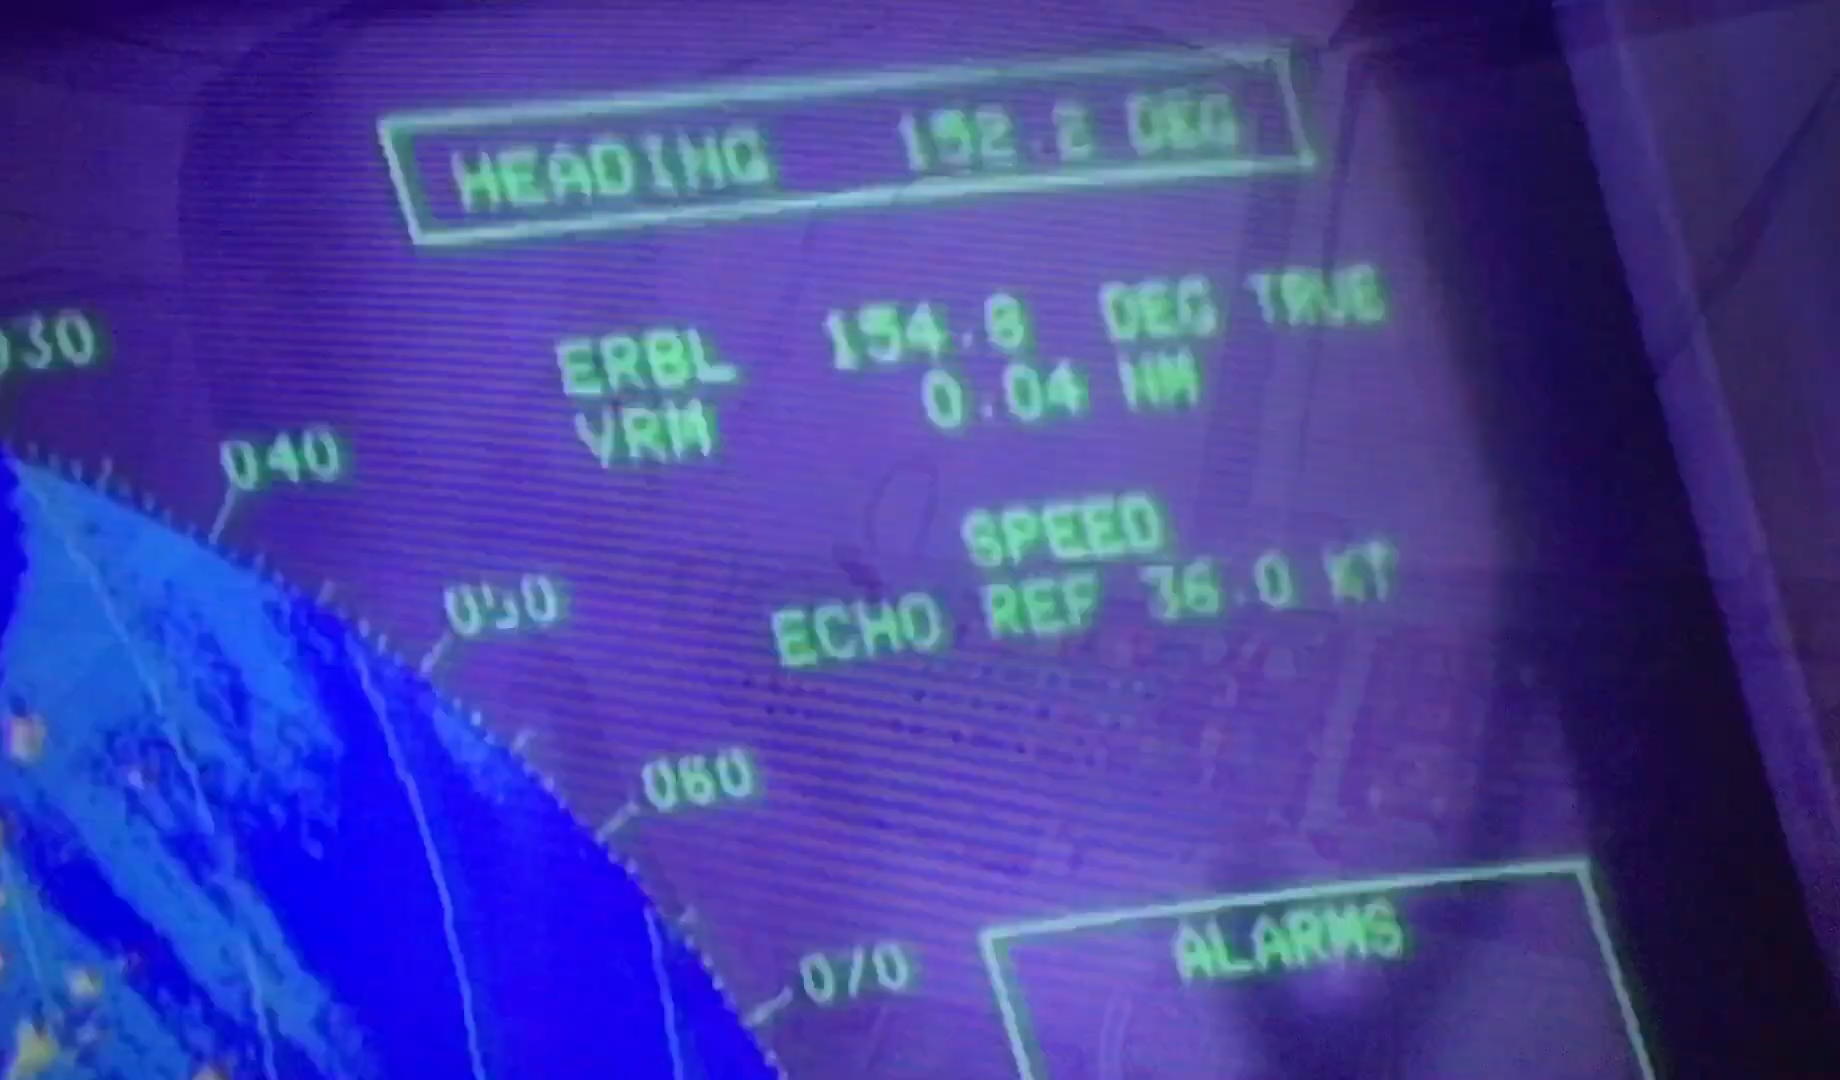 HEADING 152.2 DEG
ERBL 154.8 DEG TRUE
VRM 0.04 NM
SPEED
ECHO REF 36.0 KT
030
040
050
060
070
ALARMS